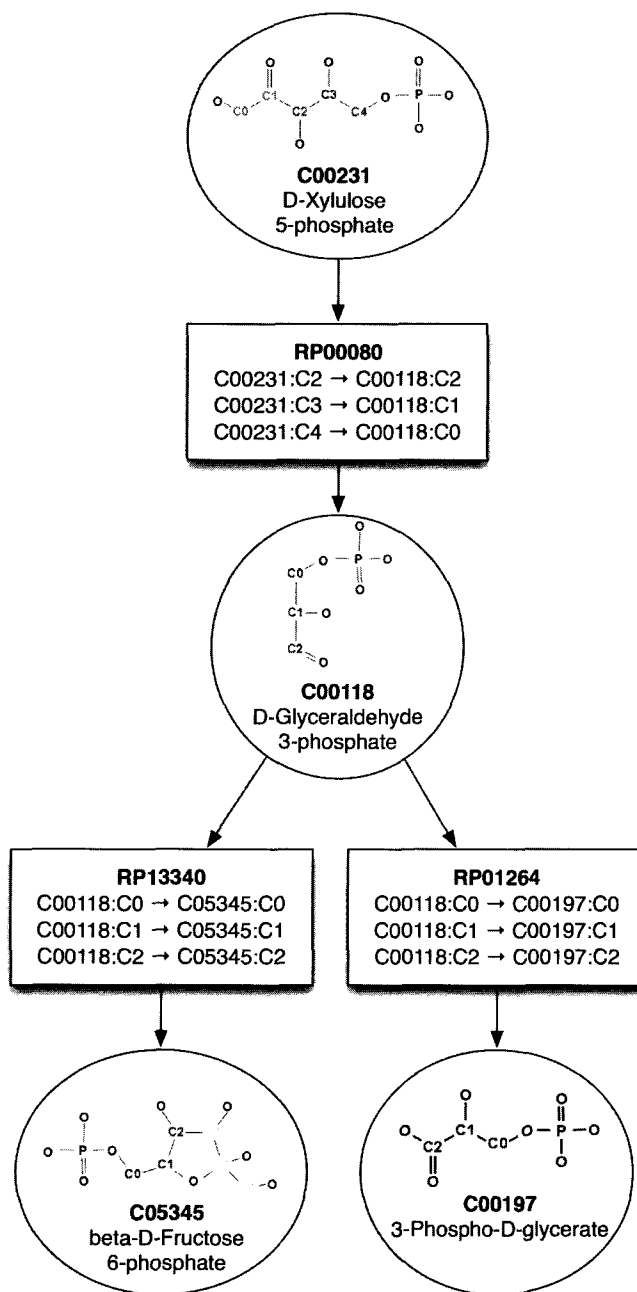 O
O
O
O
C1
C3
O
P
O
C0
C2
C4
O
O
C00231
D-Xylulose
5-phosphate
RP00080
C00231:C2 → C00118:C2
C00231:C3 → C00118:C1
C00231:C4 → C00118:C0
O
O
P
O
C0
O
C1
O
C2
O
C00118
D-Glyceraldehyde
3-phosphate
RP13340
C00118:C0 → C05345:C0
C00118:C1 → C05345:C1
C00118:C2 → C05345:C2
RP01264
C00118:C0 → C00197:C0
C00118:C1 → C00197:C1
C00118:C2 → C00197:C2
O
O
O
C2
O
P
O
C1
O
C0
O
O
O
C05345
beta-D-Fructose
6-phosphate
O
O
O
C1
O
P
O
C2
C0
O
O
C00197
3-Phospho-D-glycerate